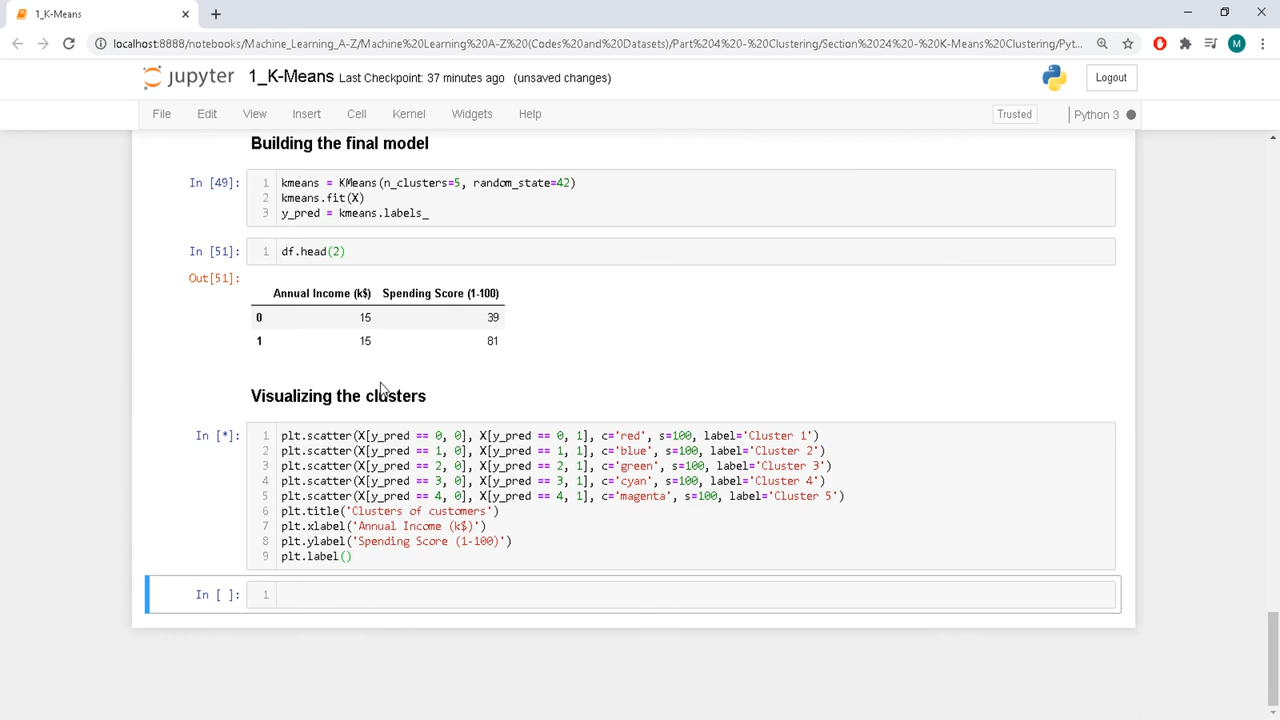 1_K-Means
localhost:8888/notebooks/Machine_Learning_A-Z/Machine%20Learning%20A-Z%20(Codes%20and%20Datasets)/Part%204%20-%20Clustering/Section%2024%20-%20K-Means%20Clustering/Pyt...
M
jupyter 1_K-Means Last Checkpoint: 37 minutes ago (unsaved changes)
Logout
File Edit View Insert Cell Kernel Widgets Help Trusted Python 3
Building the final model
In [49]:
1 kmeans = KMeans(n_clusters=5, random_state=42)
2 kmeans.fit(X)
3 y_pred = kmeans.labels_
In [51]: 1 df.head(2)
Out[51]:
Annual Income (k$) Spending Score (1-100)
0 15 39
1 15 81
Visualizing the clusters
In [*]:
1 plt.scatter(X[y_pred == 0, 0], X[y_pred == 0, 1], c='red', s=100, label='Cluster 1')
2 plt.scatter(X[y_pred == 1, 0], X[y_pred == 1, 1], c='blue', s=100, label='Cluster 2')
3 plt.scatter(X[y_pred == 2, 0], X[y_pred == 2, 1], c='green', s=100, label='Cluster 3')
4 plt.scatter(X[y_pred == 3, 0], X[y_pred == 3, 1], c='cyan', s=100, label='Cluster 4')
5 plt.scatter(X[y_pred == 4, 0], X[y_pred == 4, 1], c='magenta', s=100, label='Cluster 5')
6 plt.title('Clusters of customers')
7 plt.xlabel('Annual Income (k$)')
8 plt.ylabel('Spending Score (1-100)')
9 plt.label()
In [ ]: 1